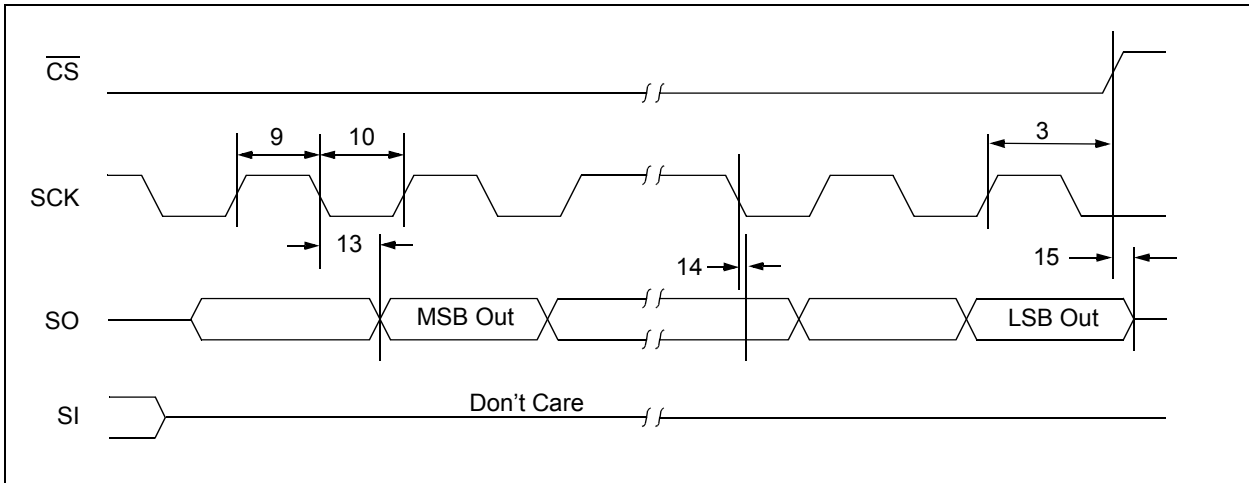 CS
9 10 3
SCK
13 14 15
SO MSB Out LSB Out
SI Don't Care